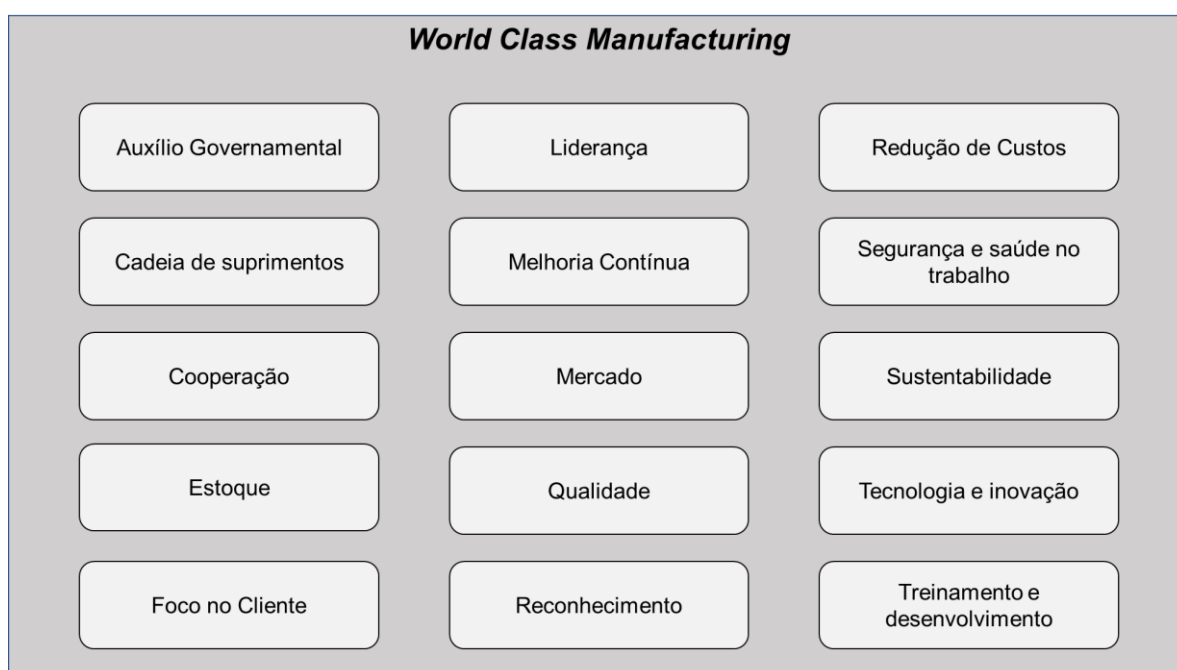 World Class Manufacturing
Auxílio Governamental
Liderança
Redução de Custos
Cadeia de suprimentos
Melhoria Contínua
Segurança e saúde no
trabalho
Cooperação
Mercado
Sustentabilidade
Estoque
Qualidade
Tecnologia e inovação
Foco no Cliente
Reconhecimento
Treinamento e
desenvolvimento